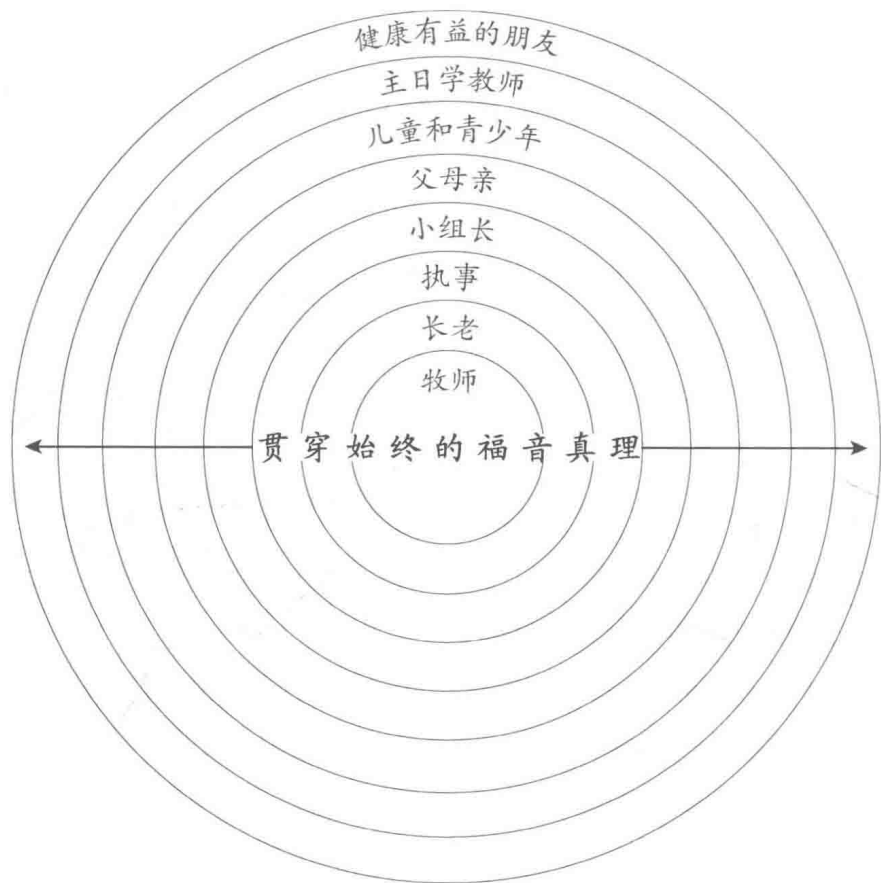 健康有益的朋友
主日学教师
儿童和青少年
父母亲
小组长
执事
长老
牧师
贯穿始终的福音真理